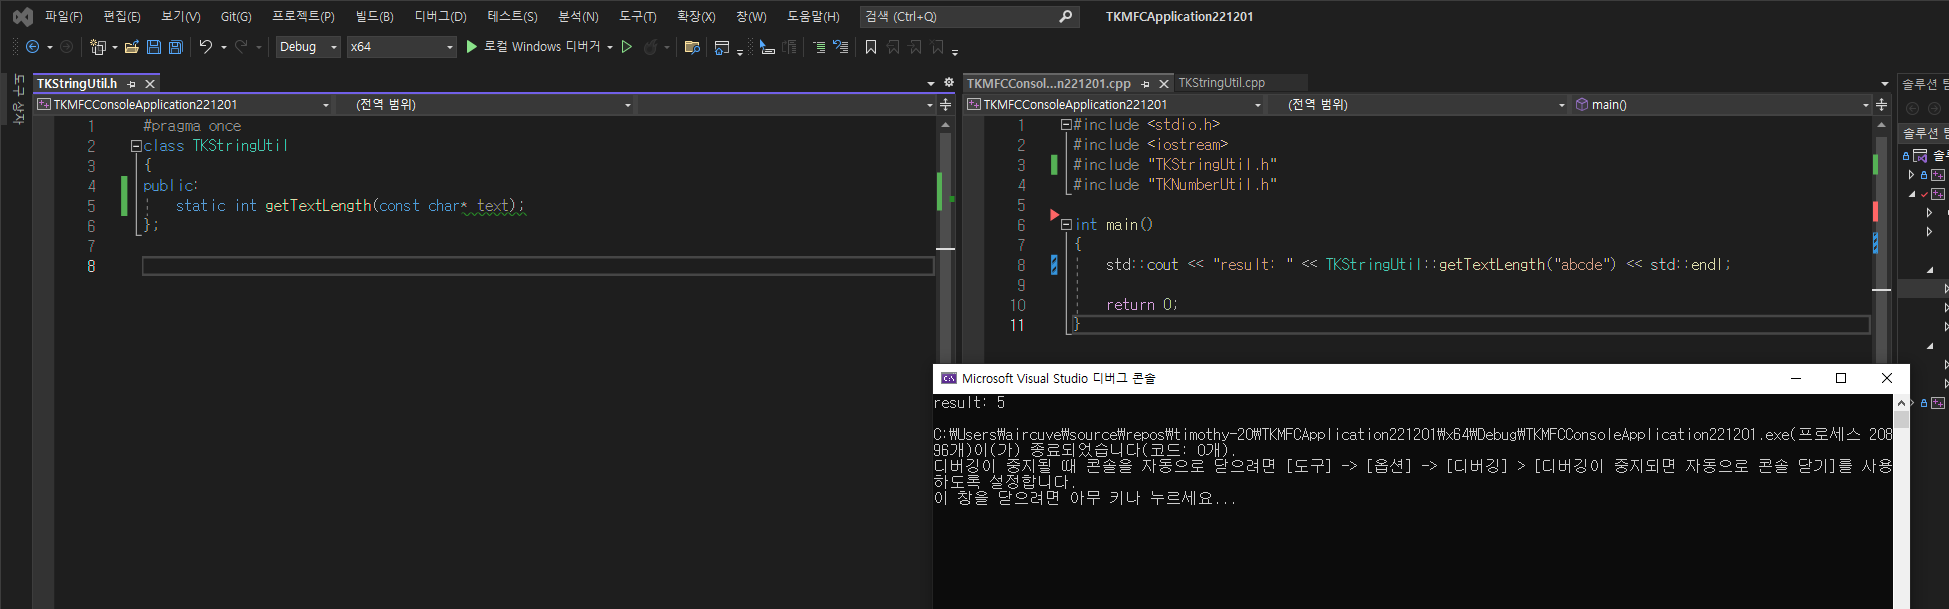 파일(F) 편집(E) 보기(V) Git(G) 프로젝트(P) 빌드(B) 디버그(D) 테스트(S) 분석(N) 도구(T) 확장(X) 창(W) 도움말(H) 검색 (Ctrl+Q) TKMFCApplication221201
Debug x64 로컬 Windows 디버거
도구 상자
TKStringUtil.h
TKMFCConsoleApplication221201 (전역 범위)
1 #pragma once
2 class TKStringUtil
3 {
4 public:
5 static int getTextLength(const char* text);
6 };
7
8
TKMFCConsol...n221201.cpp TKStringUtil.cpp
TKMFCConsoleApplication221201 (전역 범위) main()
1 #include <stdio.h>
2 #include <iostream>
3 #include "TKStringUtil.h"
4 #include "TKNumberUtil.h"
5
6 int main()
7 {
8 std::cout << "result: " << TKStringUtil::getTextLength("abcde") << std::endl;
9
10 return 0;
11 }
솔루션
솔루션
Microsoft Visual Studio 디버그 콘솔
result: 5
C:₩Users₩aircuve₩source₩repos₩timothy-20₩TKMFCApplication221201₩x64₩Debug₩TKMFCConsoleApplication221201.exe(프로세스 208
96개)이(가) 종료되었습니다(코드: 0개).
디버깅이 중지될 때 콘솔을 자동으로 닫으려면 [도구] -> [옵션] -> [디버깅] > [디버깅이 중지되면 자동으로 콘솔 닫기]를 사용
하도록 설정합니다.
이 창을 닫으려면 아무 키나 누르세요...